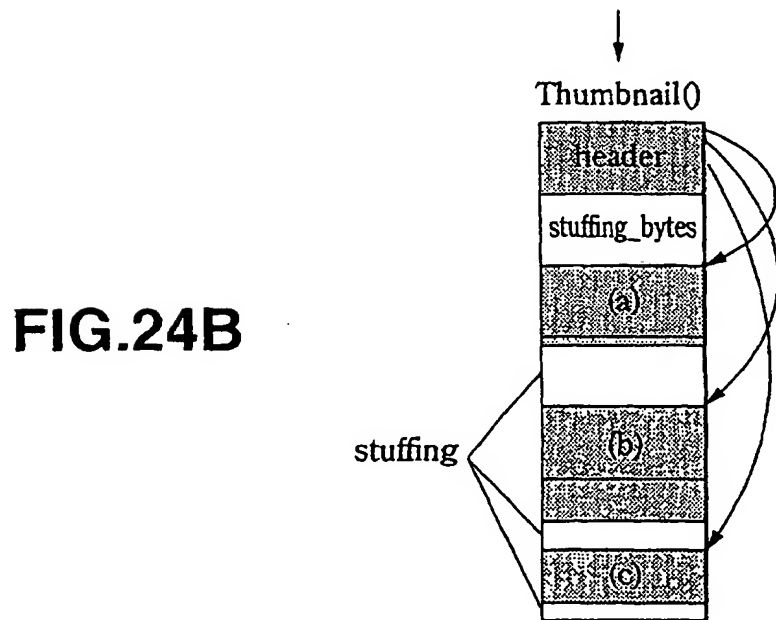 Thumbnail()
header
stuffing_bytes
(a)
FIG.24B
(b)
stuffing
(c)